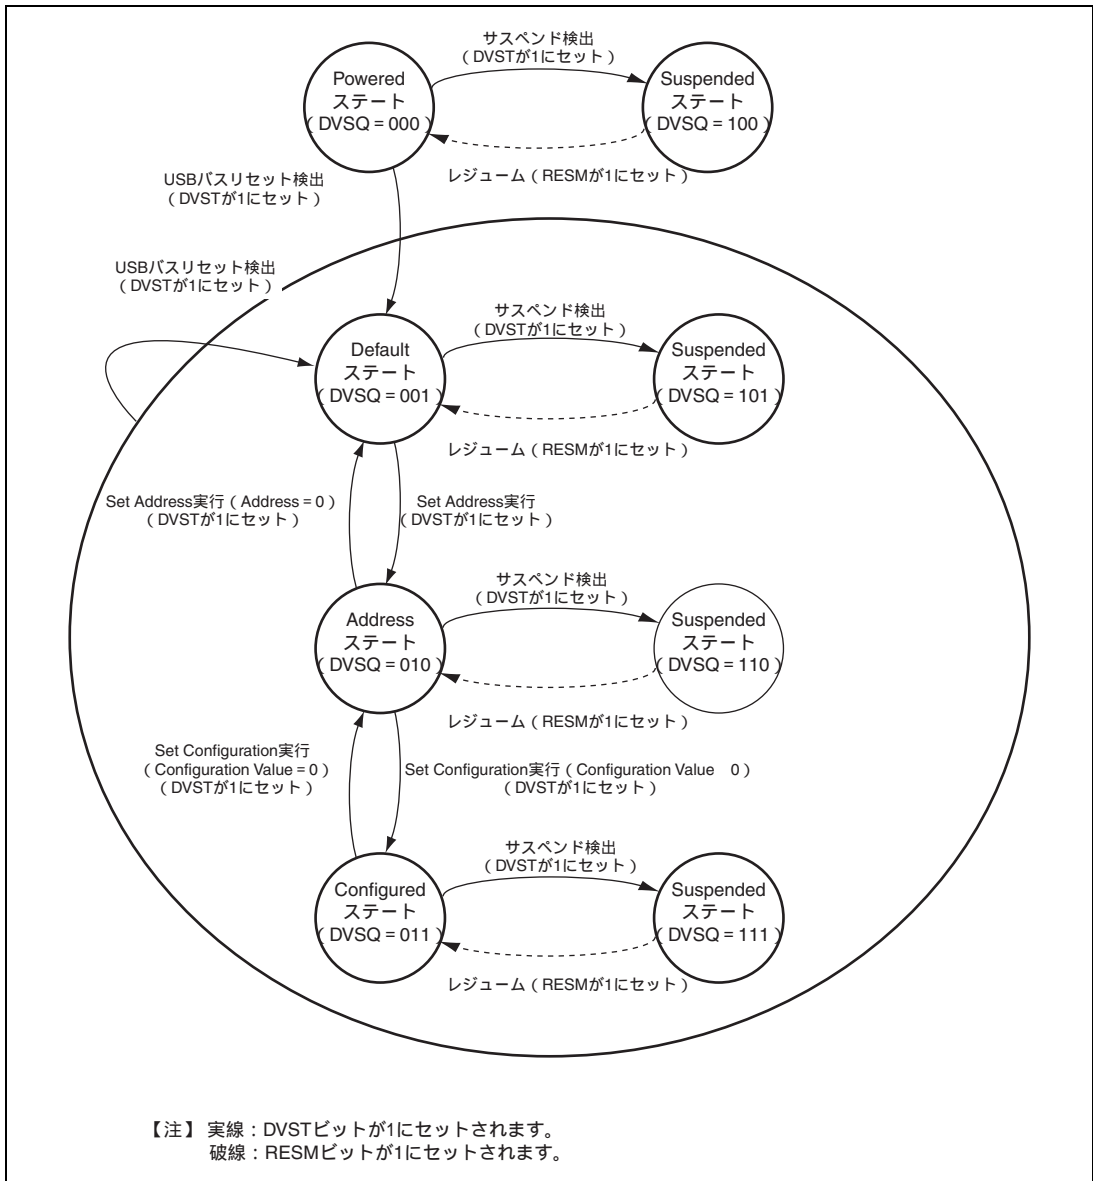 サスペンド検出
（DVSTが1にセット）
Powered
ステート
（DVSQ = 000）
Suspended
ステート
（DVSQ = 100）
レジューム（RESMが1にセット）
USBバスリセット検出
（DVSTが1にセット）
USBバスリセット検出
（DVSTが1にセット）
サスペンド検出
（DVSTが1にセット）
Default
ステート
（DVSQ = 001）
Suspended
ステート
（DVSQ = 101）
レジューム（RESMが1にセット）
Set Address実行（Address = 0）
（DVSTが1にセット）
Set Address実行
（DVSTが1にセット）
サスペンド検出
（DVSTが1にセット）
Address
ステート
（DVSQ = 010）
Suspended
ステート
（DVSQ = 110）
レジューム（RESMが1にセット）
Set Configuration実行
（Configuration Value = 0）
（DVSTが1にセット）
Set Configuration実行（Configuration Value　0）
（DVSTが1にセット）
サスペンド検出
（DVSTが1にセット）
Configured
ステート
（DVSQ = 011）
Suspended
ステート
（DVSQ = 111）
レジューム（RESMが1にセット）
【注】 実線：DVSTビットが1にセットされます。
破線：RESMビットが1にセットされます。